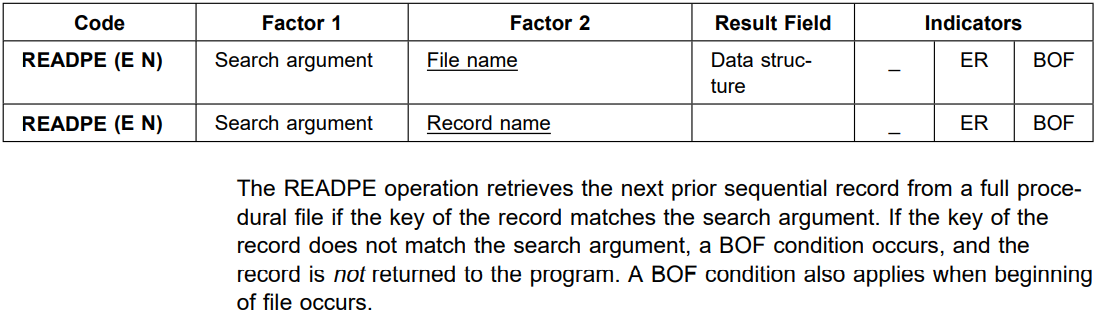 Code Factor 1 Factor 2 Result Field Indicators
READPE (E N) Search argument File name Data struc- _ ER BOF
ture
READPE (E N) Search argument Record name _ ER BOF
The READPE operation retrieves the next prior sequential record from a full proce-
dural file if the key of the record matches the search argument. If the key of the
record does not match the search argument, a BOF condition occurs, and the
record is not returned to the program. A BOF condition also applies when beginning
of file occurs.